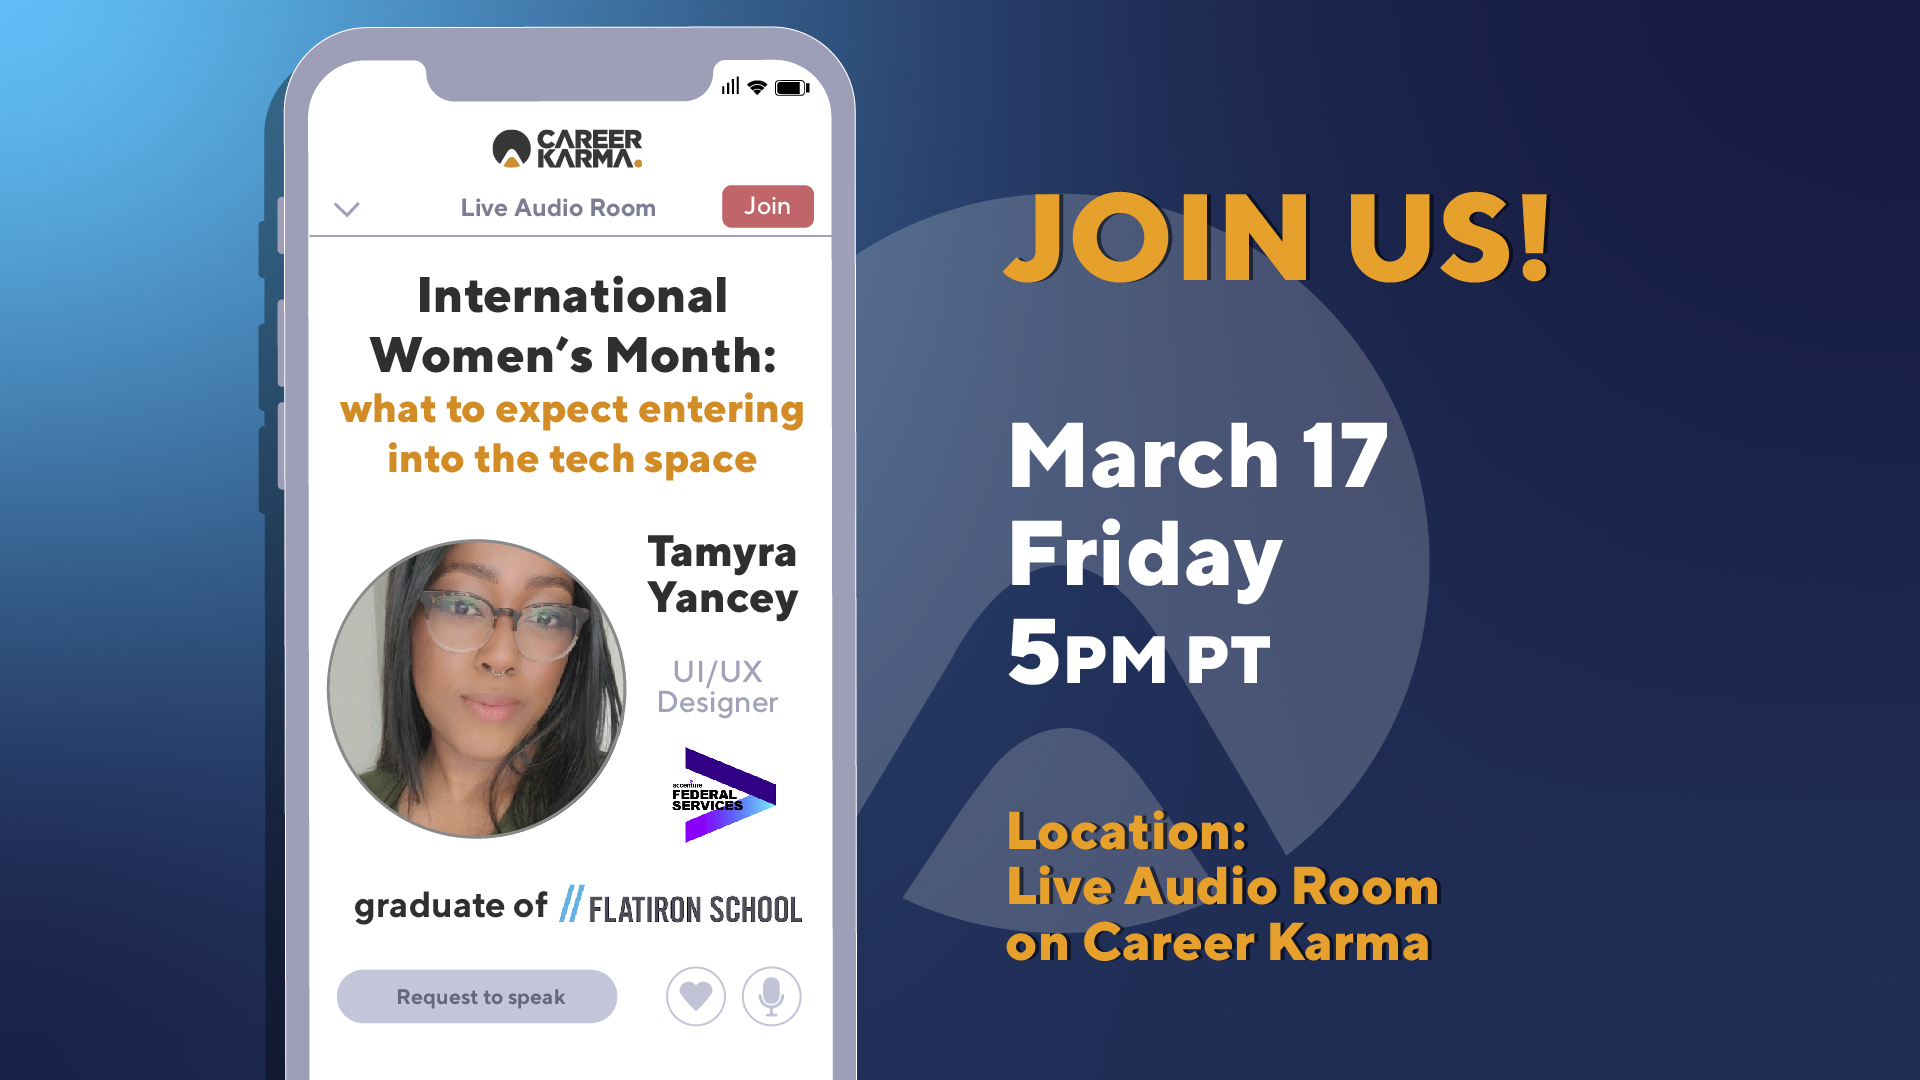 CAREER
KARMA.
Live Audio Room
Join
International
Women’s Month:
what to expect entering
into the tech space
Tamyra
Yancey
UI/UX
Designer
accenture
FEDERAL
SERVICES
graduate of // FLATIRON SCHOOL
Request to speak
JOIN US!
March 17
Friday
5PM PT
Location:
Live Audio Room
on Career Karma